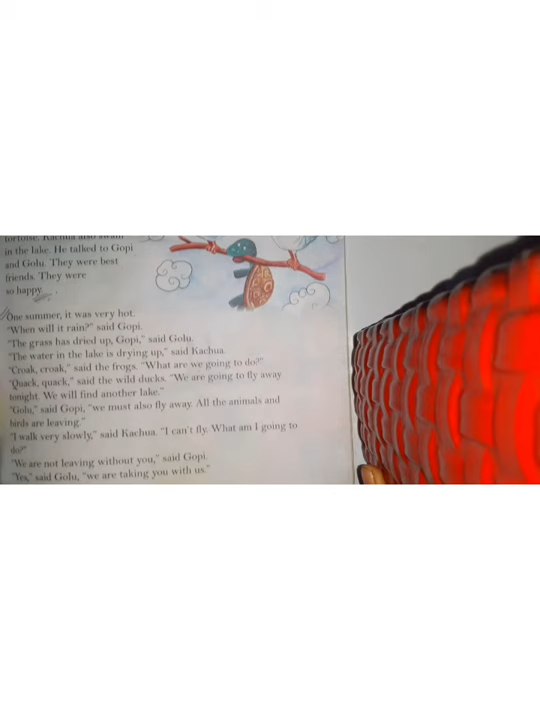 tortoise. Kachua also swam
in the lake. He talked to Gopi
and Golu. They were best
friends. They were
so happy.
One summer, it was very hot.
"When will it rain?" said Gopi.
"The grass has dried up, Gopi," said Golu.
"The water in the lake is drying up," said Kachua.
"Croak, croak," said the frogs. "What are we going to do?"
"Quack, quack," said the wild ducks. "We are going to fly away
tonight. We will find another lake."
"Golu," said Gopi, "we must also fly away. All the animals and
birds are leaving."
"I walk very slowly," said Kachua. "I can't fly. What am I going to
do?"
"We are not leaving without you," said Gopi.
"Yes," said Golu, "we are taking you with us."